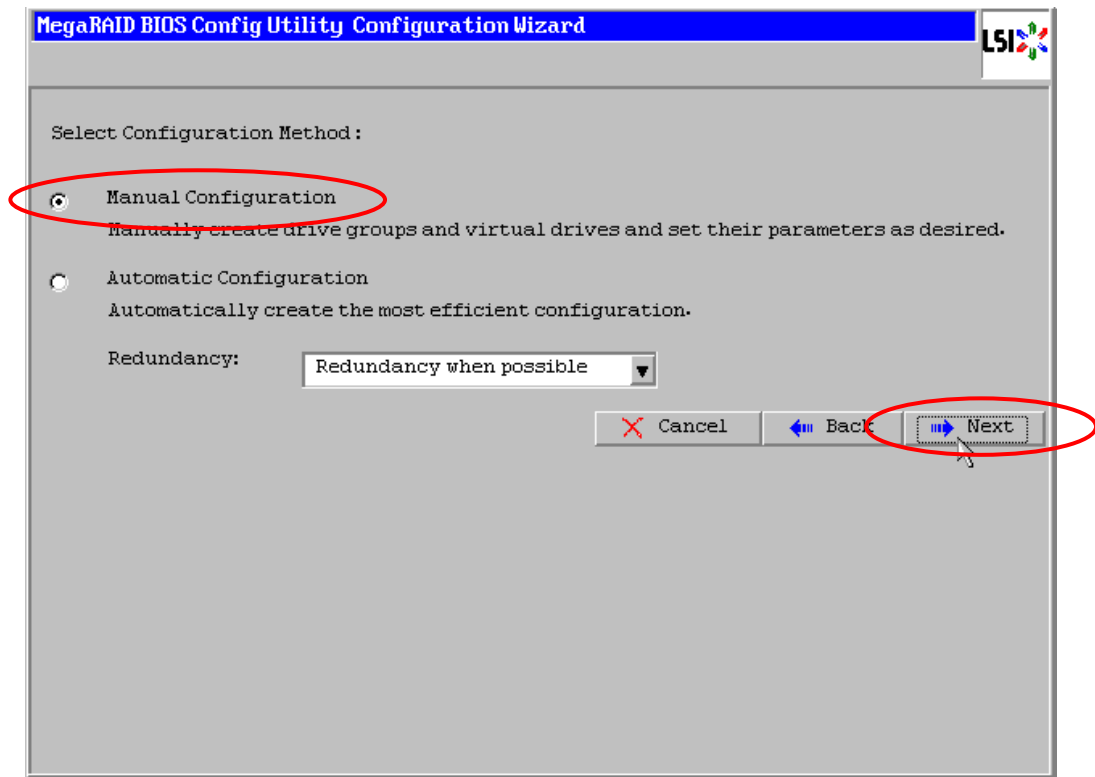 MegaRAID BIOS Config Utility Configuration Wizard
LSI
Select Configuration Method:
Manual Configuration
Manually create drive groups and virtual drives and set their parameters as desired.
Automatic Configuration
Automatically create the most efficient configuration.
Redundancy: Redundancy when possible
Cancel Back Next